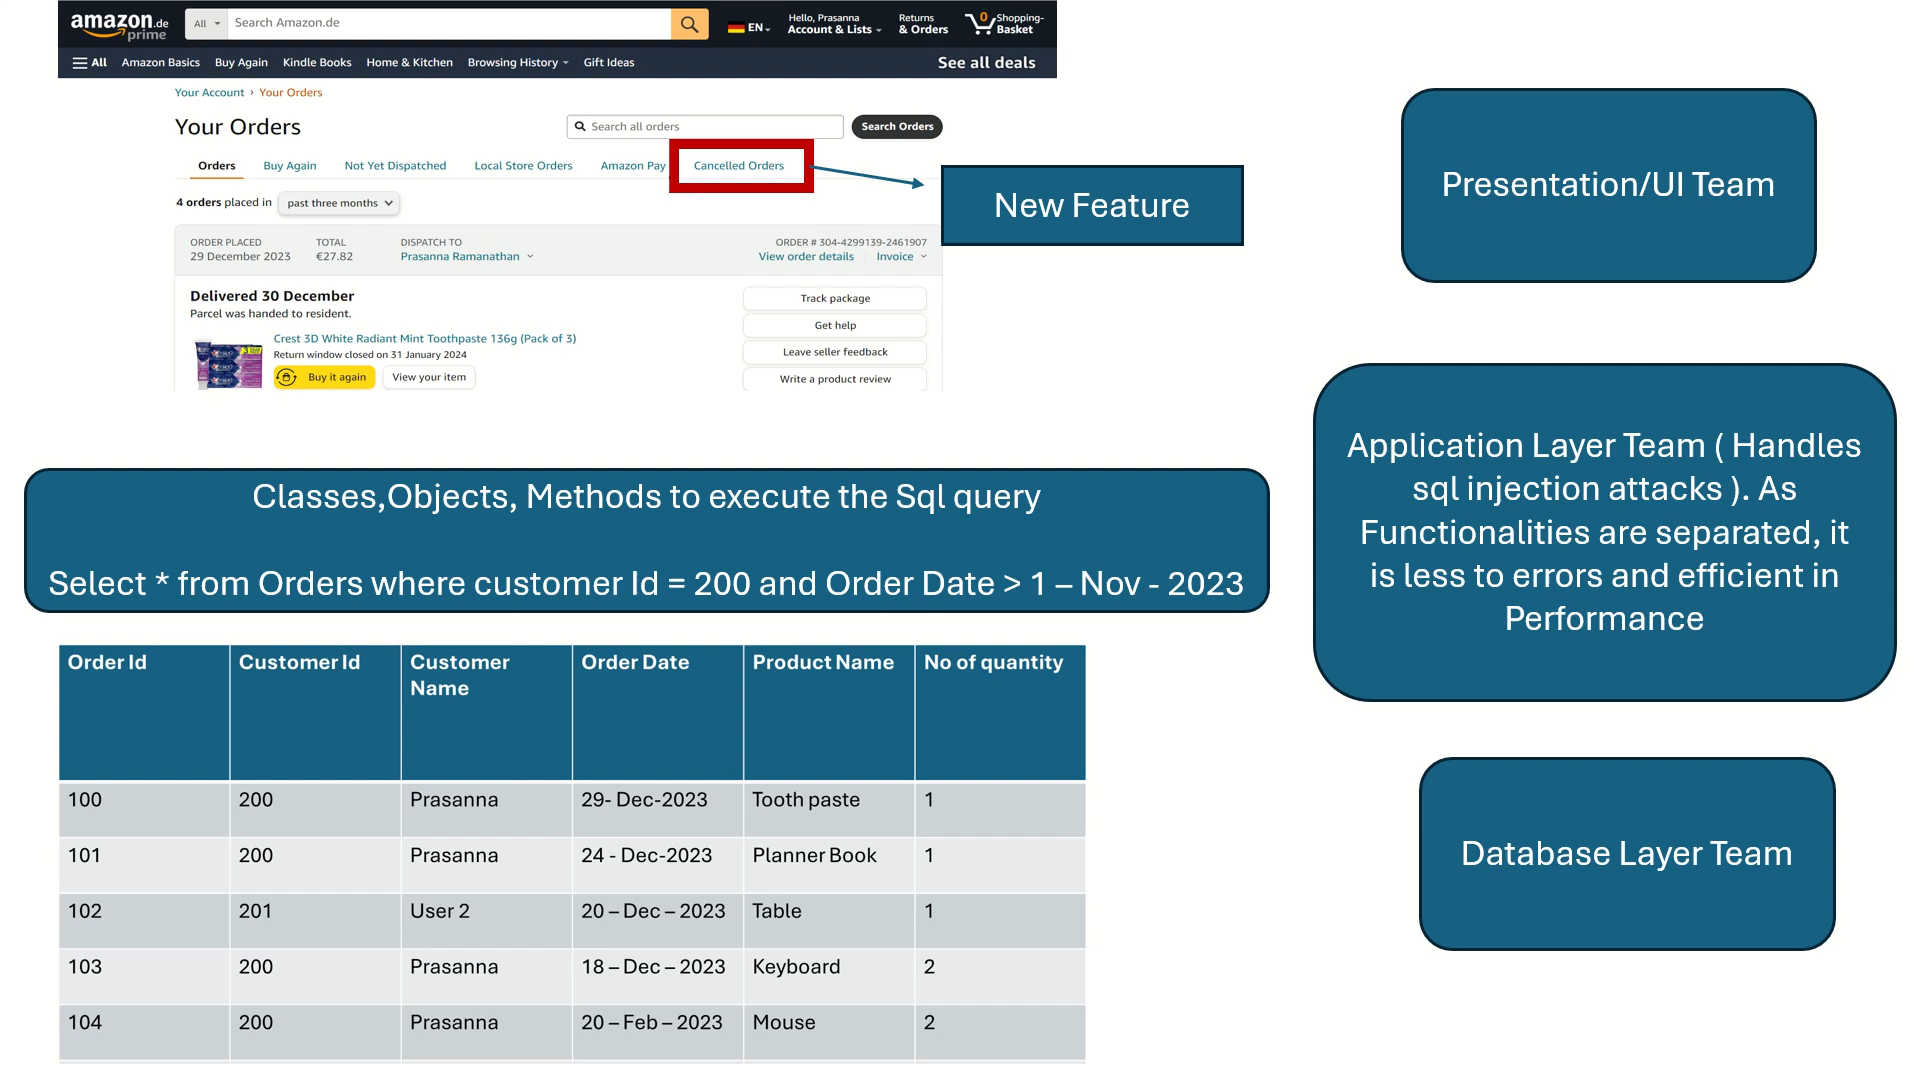 amazon.de
prime
All
Search Amazon.de
EN
Hello, Prasanna
Account & Lists
Returns
& Orders
0
Shopping-
Basket
All
Amazon Basics
Buy Again
Kindle Books
Home & Kitchen
Browsing History
Gift Ideas
See all deals
Your Account › Your Orders
Your Orders
Search all orders
Search Orders
Orders
Buy Again
Not Yet Dispatched
Local Store Orders
Amazon Pay
Cancelled Orders
New Feature
4 orders placed in
past three months
ORDER PLACED
29 December 2023
TOTAL
€27.82
DISPATCH TO
Prasanna Ramanathan
ORDER # 304-4299139-2461907
View order details
Invoice
Delivered 30 December
Parcel was handed to resident.
Crest 3D White Radiant Mint Toothpaste 136g (Pack of 3)
Return window closed on 31 January 2024
Buy it again
View your item
Track package
Get help
Leave seller feedback
Write a product review
Presentation/UI Team
Classes,Objects, Methods to execute the Sql query
Select * from Orders where customer Id = 200 and Order Date > 1 – Nov - 2023
Application Layer Team ( Handles
sql injection attacks ). As
Functionalities are separated, it
is less to errors and efficient in
Performance
Database Layer Team
Order Id
Customer Id
Customer
Name
Order Date
Product Name
No of quantity
100
200
Prasanna
29- Dec-2023
Tooth paste
1
101
200
Prasanna
24 - Dec-2023
Planner Book
1
102
201
User 2
20 – Dec – 2023
Table
1
103
200
Prasanna
18 – Dec – 2023
Keyboard
2
104
200
Prasanna
20 – Feb – 2023
Mouse
2